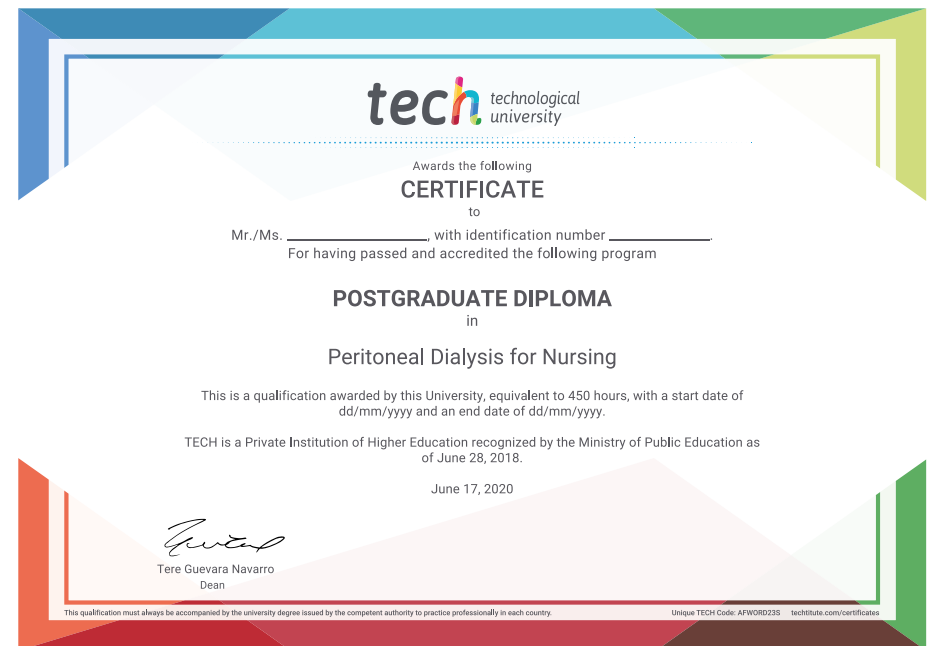 tech technological
university
Awards the following
CERTIFICATE
to
Mr./Ms. ____________________, with identification number ______________.
For having passed and accredited the following program
POSTGRADUATE DIPLOMA
in
Peritoneal Dialysis for Nursing
This is a qualification awarded by this University, equivalent to 450 hours, with a start date of
dd/mm/yyyy and an end date of dd/mm/yyyy.
TECH is a Private Institution of Higher Education recognized by the Ministry of Public Education as
of June 28, 2018.
June 17, 2020
Tere Guevara Navarro
Dean
This qualification must always be accompanied by the university degree issued by the competent authority to practice professionally in each country.
Unique TECH Code: AFWORD23S techtitute.com/certificates